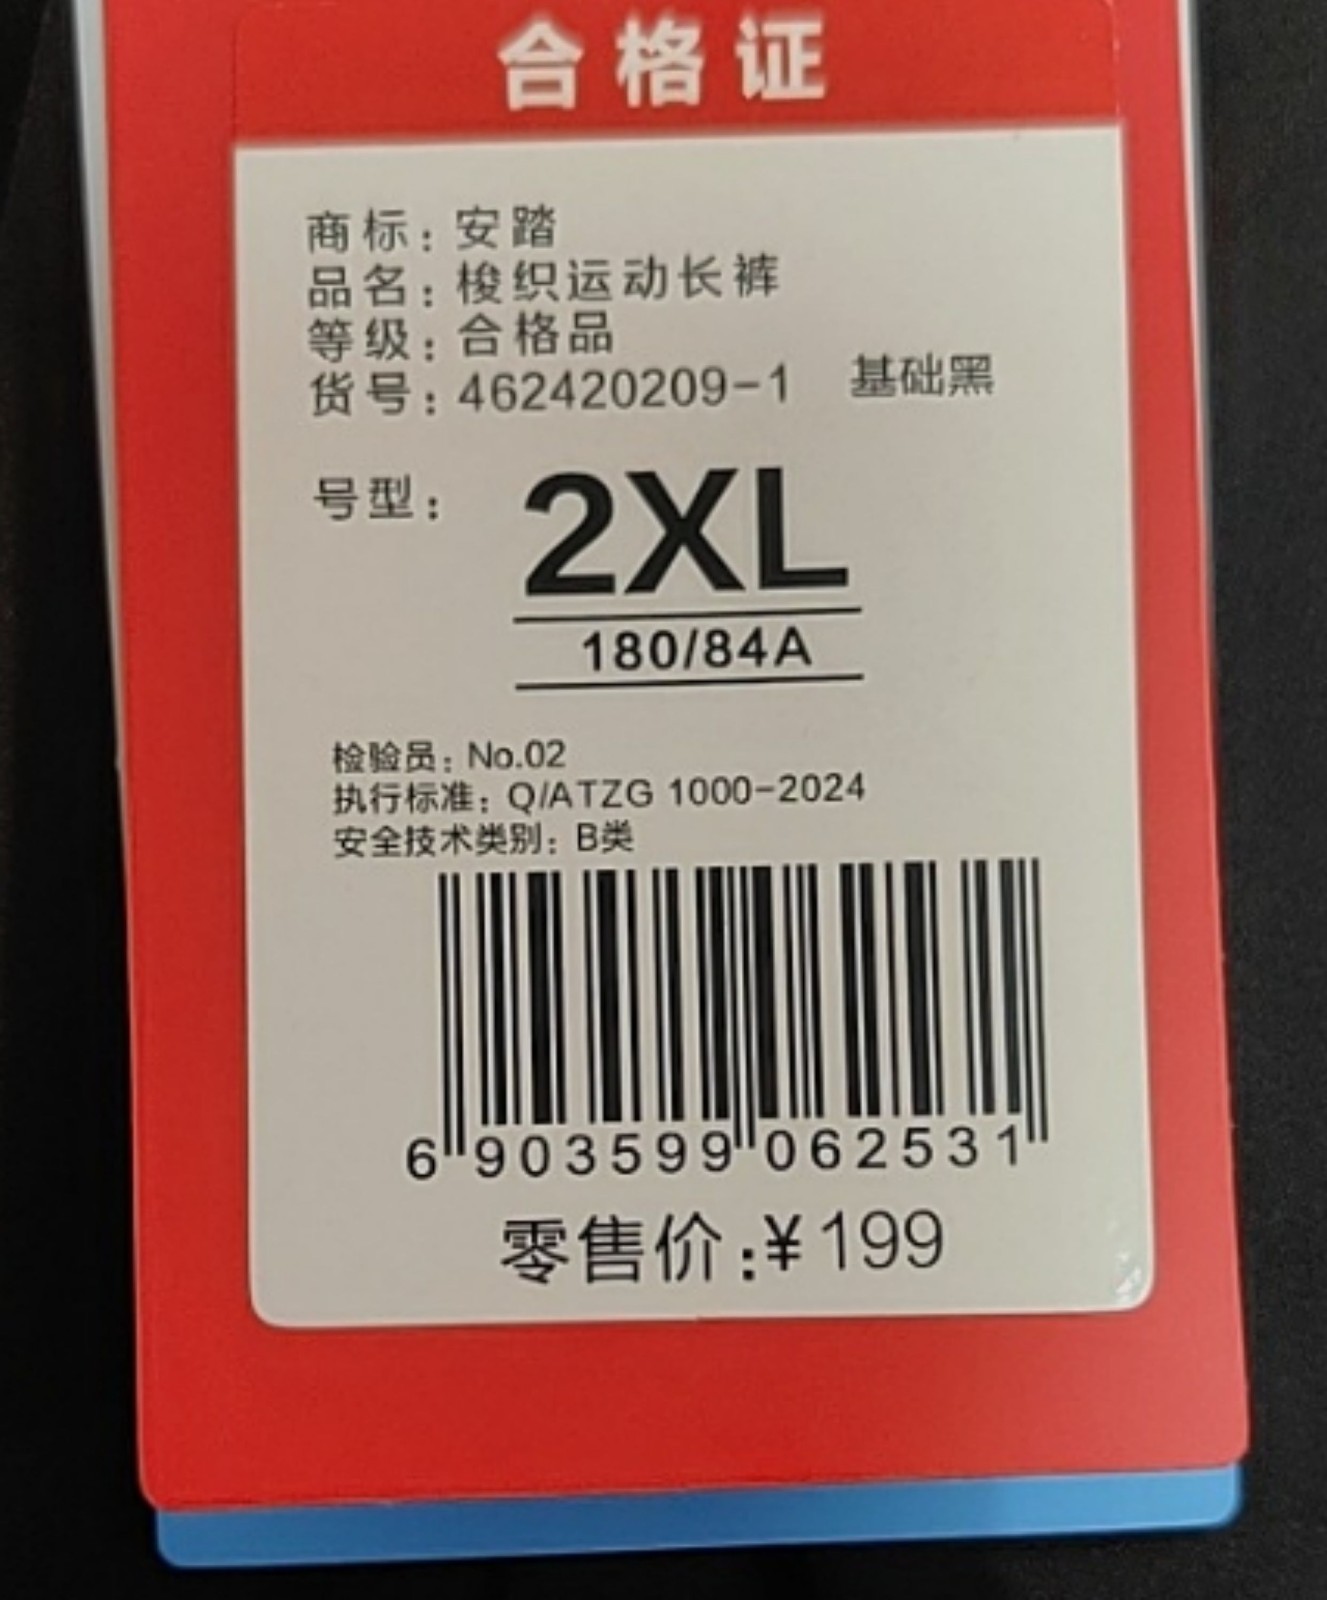 合格证
商标：安踏
品名：梭织运动长裤
等级：合格品
货号：462420209-1 基础黑
号型：2XL
180/84A
检验员：No.02
执行标准：Q/ATZG 1000-2024
安全技术类别：B类
6 903599 062531
零售价:¥199